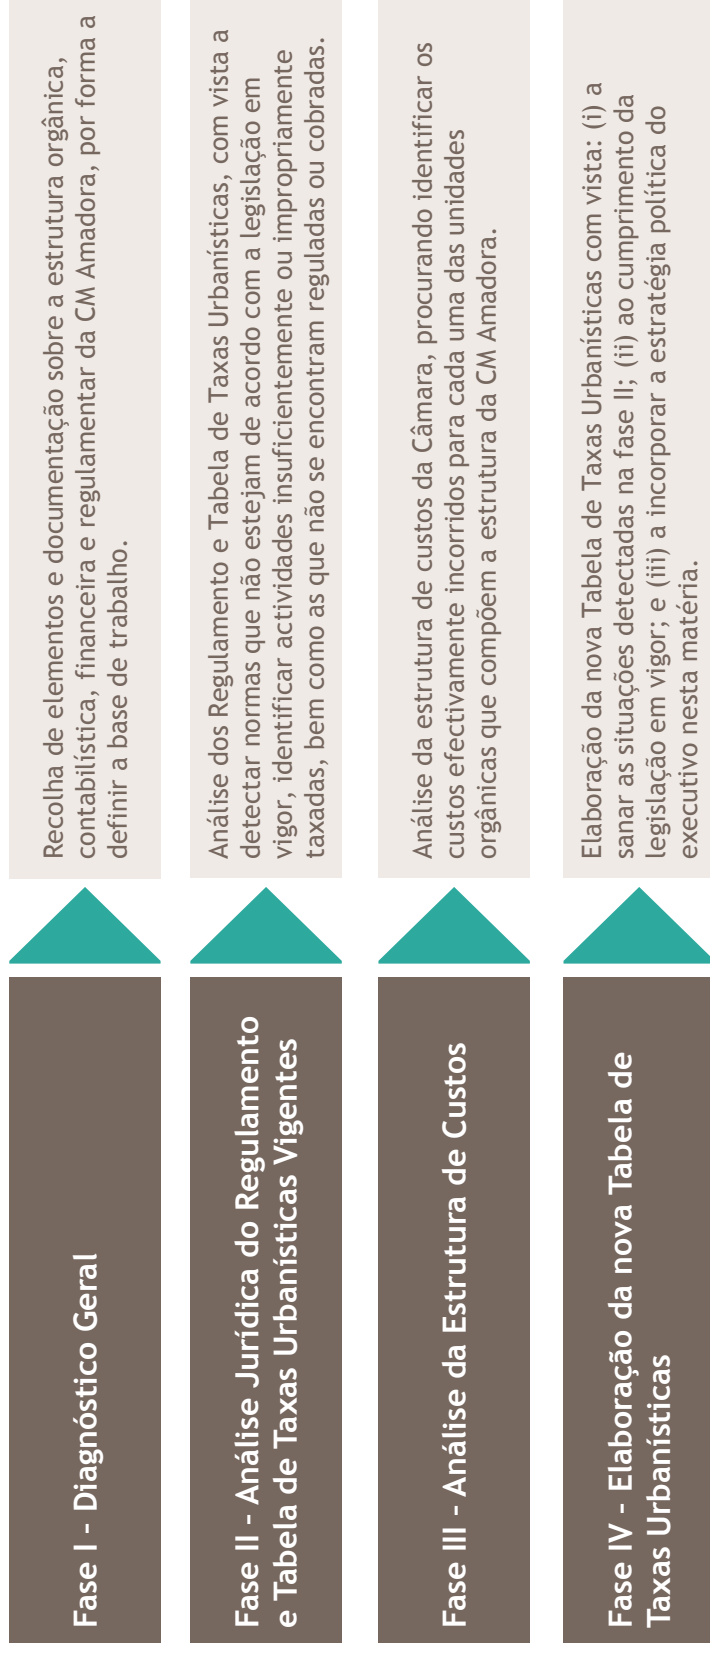 Fase I - Diagnóstico Geral
Recolha de elementos e documentação sobre a estrutura orgânica,
contabilística, financeira e regulamentar da CM Amadora, por forma a
definir a base de trabalho.
Fase II - Análise Jurídica do Regulamento
e Tabela de Taxas Urbanísticas Vigentes
Análise dos Regulamento e Tabela de Taxas Urbanísticas, com vista a
detectar normas que não estejam de acordo com a legislação em
vigor, identificar actividades insuficientemente ou impropriamente
taxadas, bem como as que não se encontram reguladas ou cobradas.
Fase III - Análise da Estrutura de Custos
Análise da estrutura de custos da Câmara, procurando identificar os
custos efectivamente incorridos para cada uma das unidades
orgânicas que compõem a estrutura da CM Amadora.
Fase IV - Elaboração da nova Tabela de
Taxas Urbanísticas
Elaboração da nova Tabela de Taxas Urbanísticas com vista: (i) a
sanar as situações detectadas na fase II; (ii) ao cumprimento da
legislação em vigor; e (iii) a incorporar a estratégia política do
executivo nesta matéria.